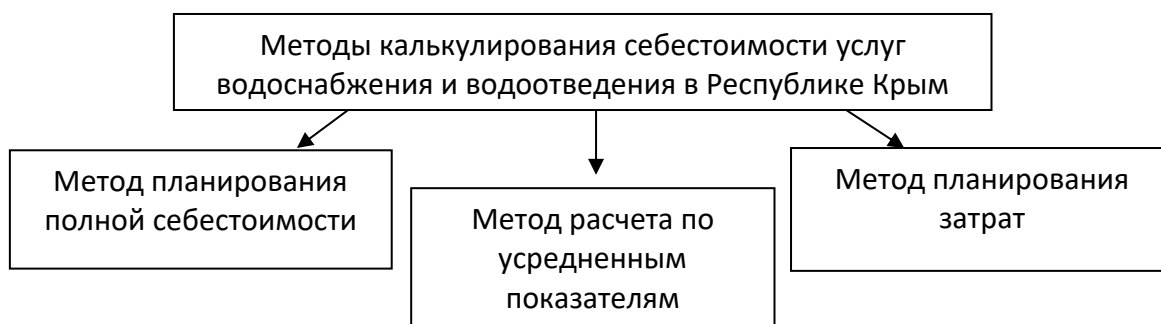 Методы калькулирования себестоимости услуг
водоснабжения и водоотведения в Республике Крым
Метод планирования
полной себестоимости
Метод расчета по
усредненным
показателям
Метод планирования
затрат